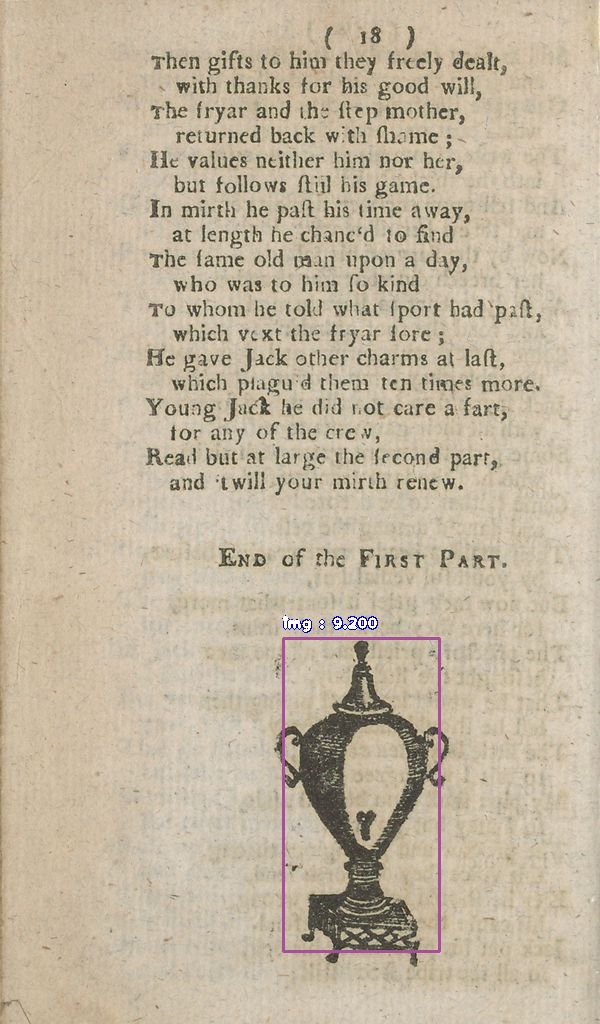 ( 18 )
Then gifts to him they freely dealt,
with thanks for his good will,
The fryar and the ſtep mother,
returned back with ſhame ;
He values neither him nor her,
but follows ſtill his game.
In mirth he paſt his time away,
at length he chanc'd to find
The ſame old man upon a day,
who was to him ſo kind
To whom he told what ſport had paſt,
which vext the fryar ſore ;
He gave Jack other charms at laſt,
which plagu'd them ten times more.
Young Jack he did not care a fart,
for any of the crew,
Read but at large the ſecond part,
and 'twill your mirth renew.
END of the FIRST PART.
img : 9.200